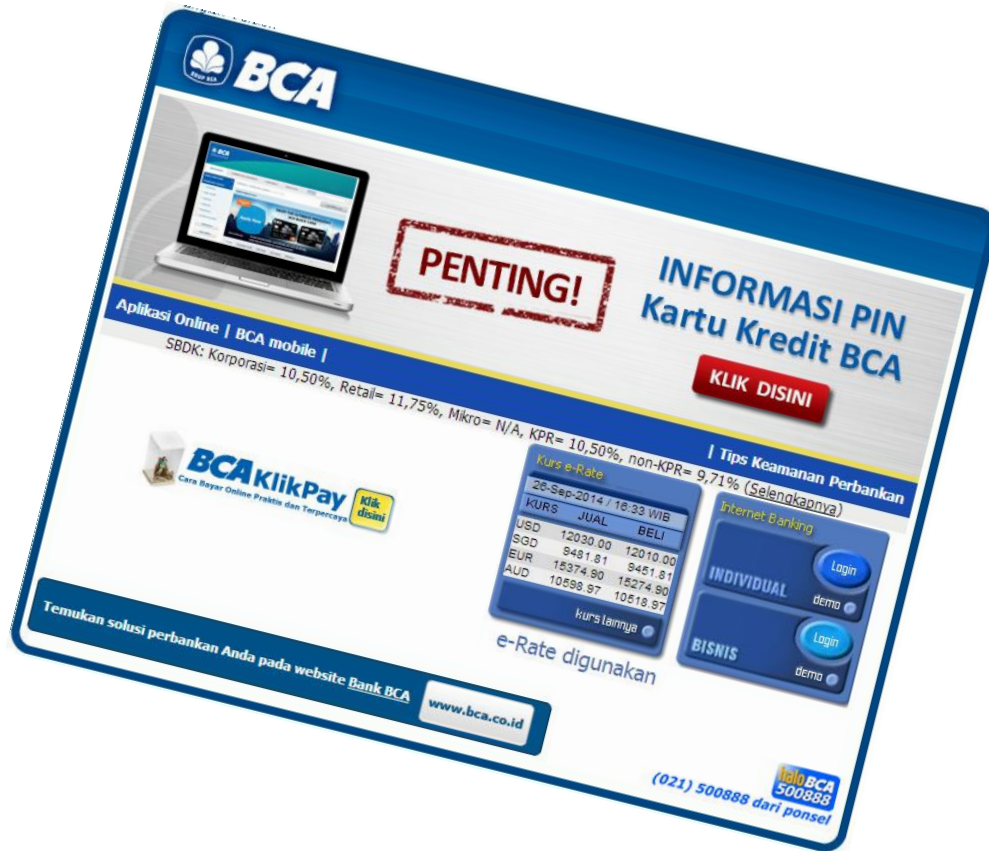 BCA
PENTING!
INFORMASI PIN
Kartu Kredit BCA
KLIK DISINI
Aplikasi Online | BCA mobile |
| Tips Keamanan Perbankan
SBDK: Korporasi= 10,50%, Retail= 11,75%, Mikro= N/A, KPR= 10,50%, non-KPR= 9,71% (Selengkapnya)
BCA KlikPay
Cara Bayar Online Praktis dan Terpercaya
Klik disini
Kurs e-Rate
26-Sep-2014 / 16:33 WIB
KURS JUAL BELI
USD 12030.00 12010.00
SGD 9481.81 9451.81
EUR 15374.90 15274.90
AUD 10598.97 10518.97
kurs lainnya
e-Rate digunakan
Internet Banking
INDIVIDUAL
Login
demo
BISNIS
Login
demo
Temukan solusi perbankan Anda pada website Bank BCA
www.bca.co.id
halo BCA
500888
(021) 500888 dari ponsel